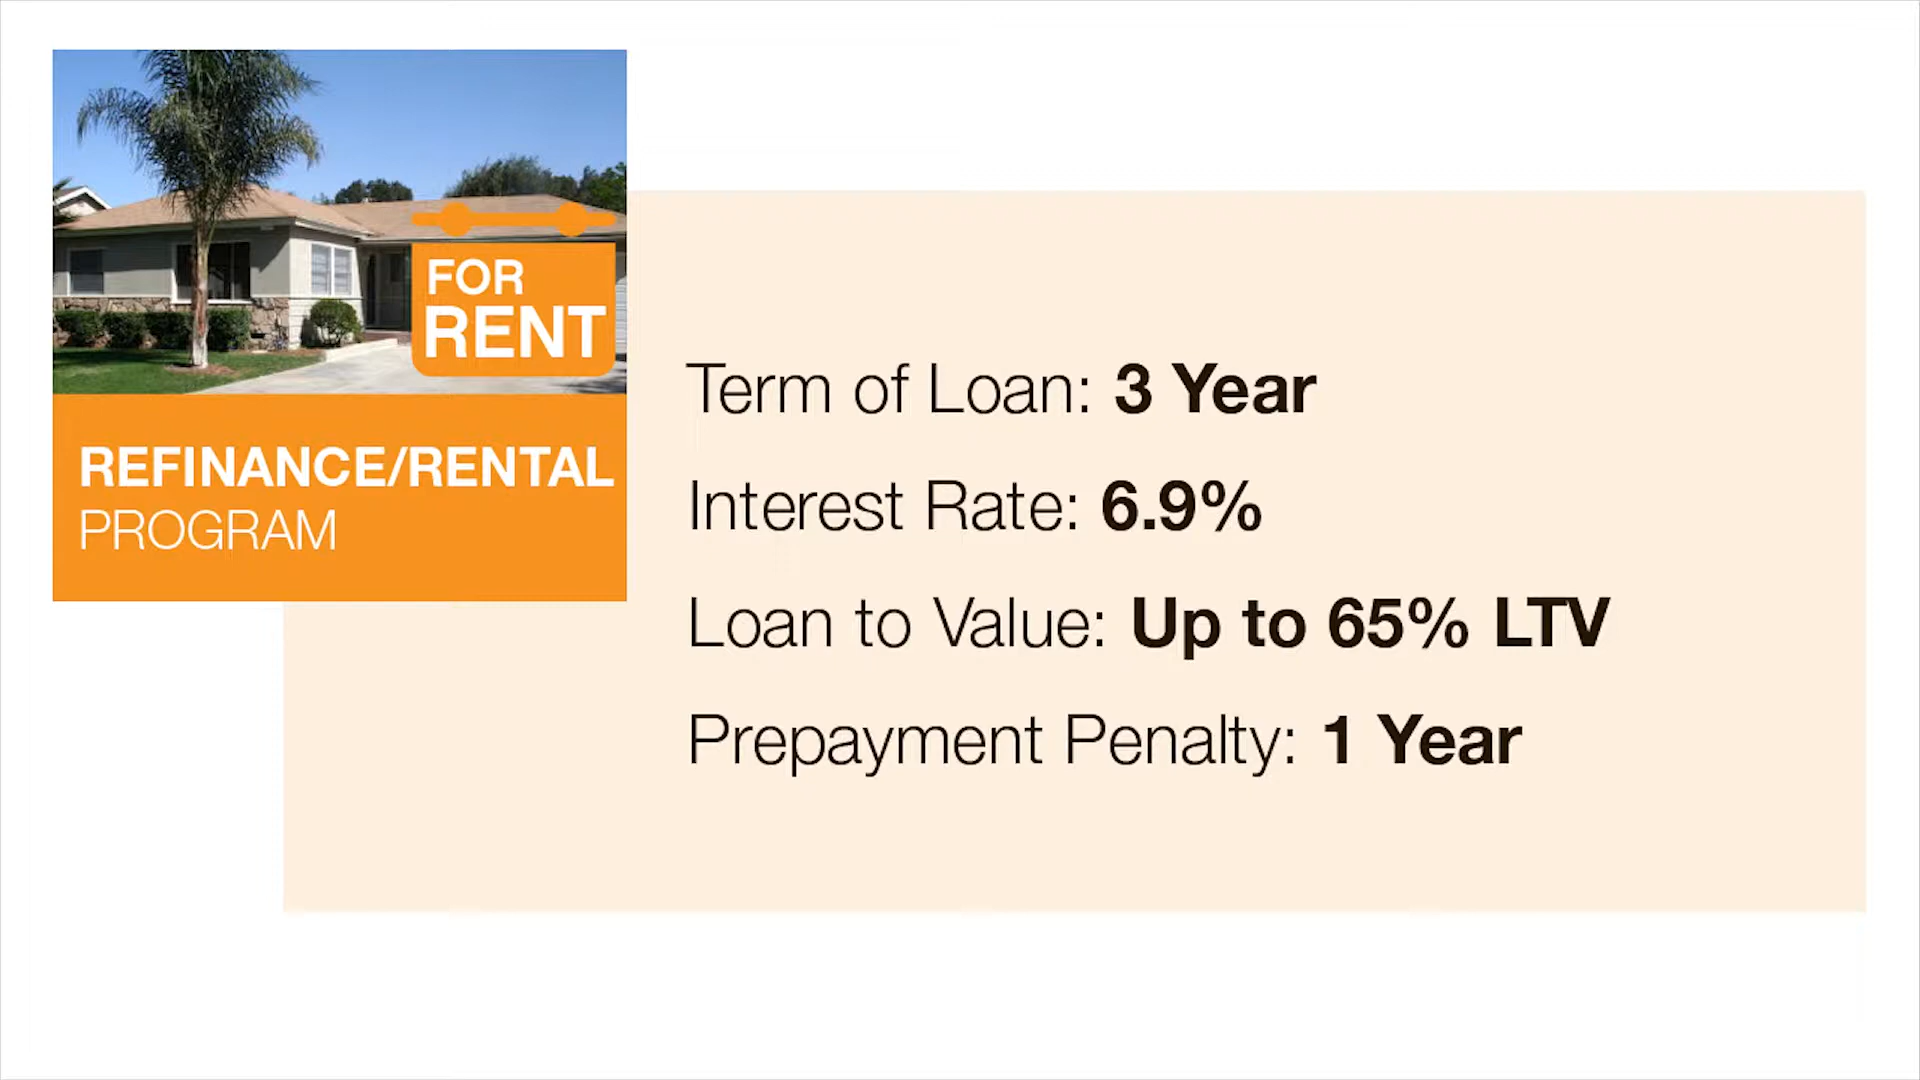 FOR
RENT
REFINANCE/RENTAL
PROGRAM
Term of Loan: 3 Year
Interest Rate: 6.9%
Loan to Value: Up to 65% LTV
Prepayment Penalty: 1 Year